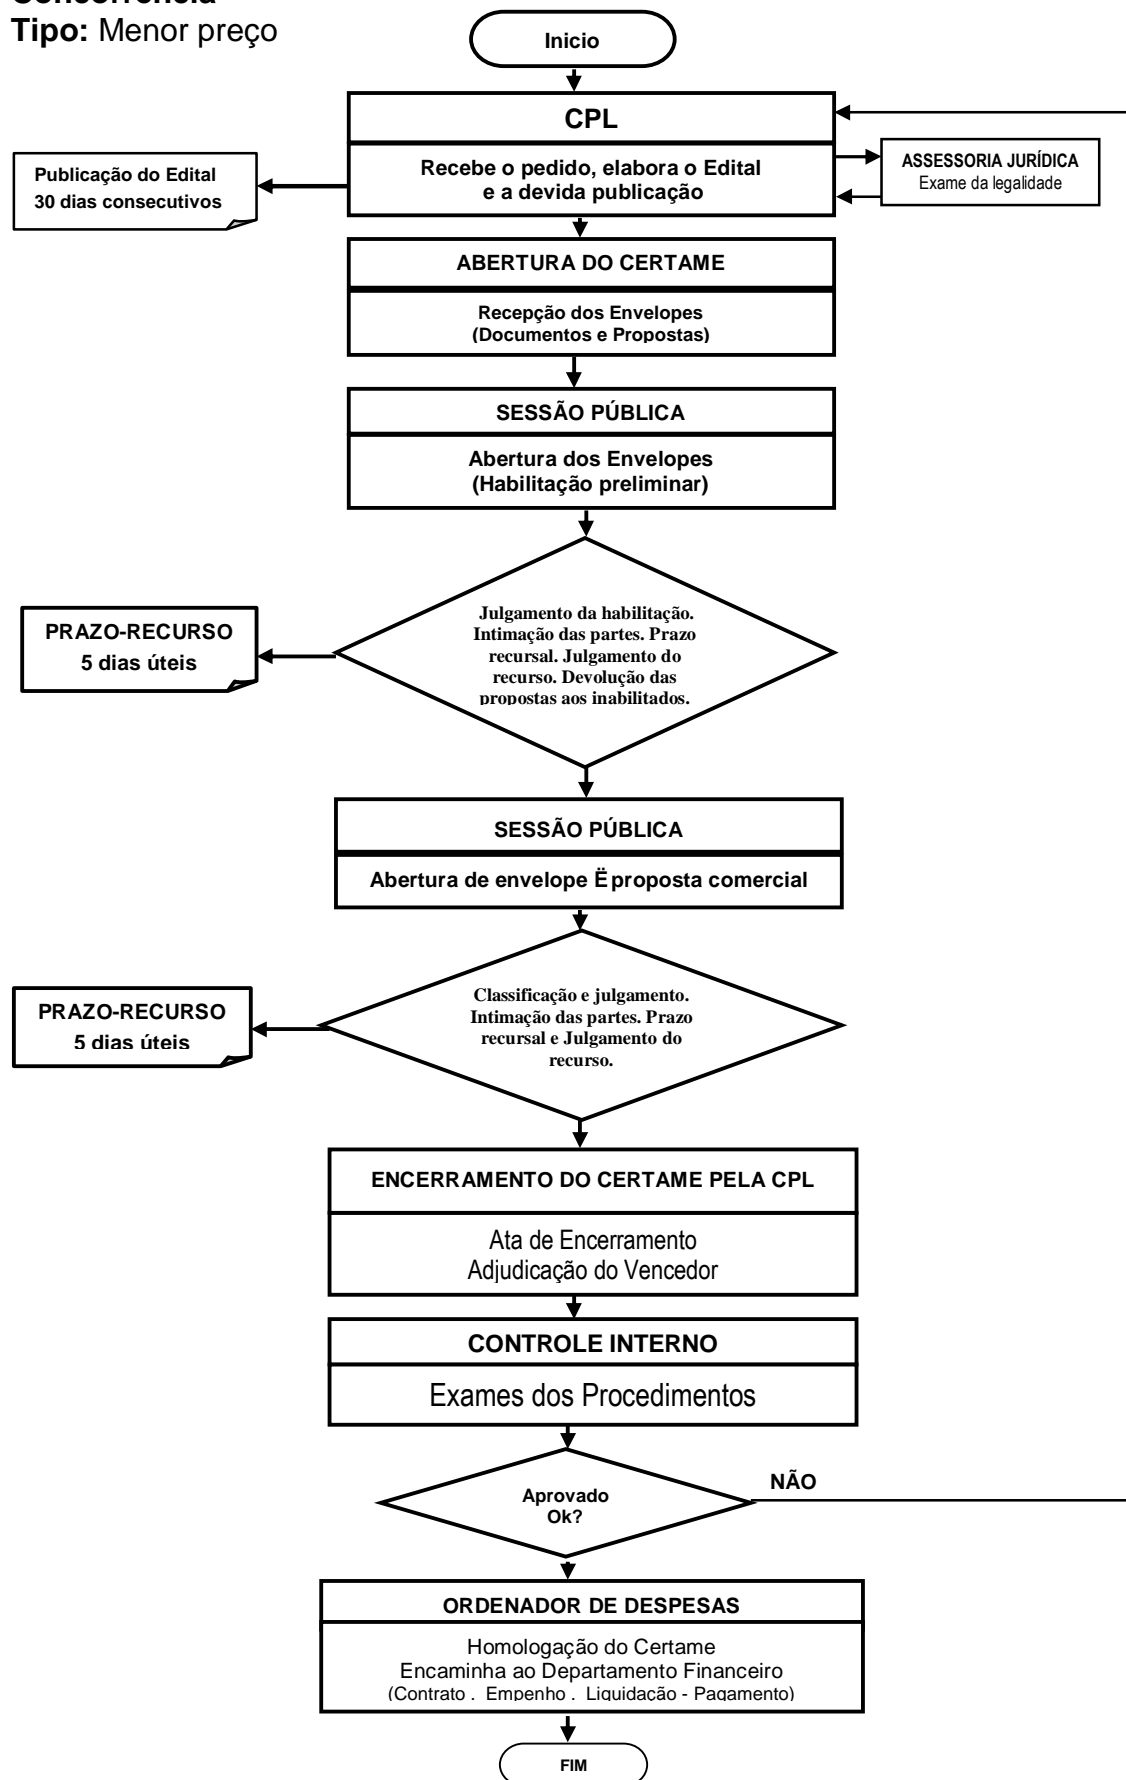 Concorrência
Tipo: Menor preço
Inicio
CPL
Recebe o pedido, elabora o Edital
e a devida publicação
Publicação do Edital
30 dias consecutivos
ASSESSORIA JURÍDICA
Exame da legalidade
ABERTURA DO CERTAME
Recepção dos Envelopes
(Documentos e Propostas)
SESSÃO PÚBLICA
Abertura dos Envelopes
(Habilitação preliminar)
Julgamento da habilitação.
Intimação das partes. Prazo
recursal. Julgamento do
recurso. Devolução das
propostas aos inabilitados.
PRAZO-RECURSO
5 dias úteis
SESSÃO PÚBLICA
Abertura de envelope Ë proposta comercial
Classificação e julgamento.
Intimação das partes. Prazo
recursal e Julgamento do
recurso.
PRAZO-RECURSO
5 dias úteis
ENCERRAMENTO DO CERTAME PELA CPL
Ata de Encerramento
Adjudicação do Vencedor
CONTROLE INTERNO
Exames dos Procedimentos
Aprovado
Ok?
NÃO
ORDENADOR DE DESPESAS
Homologação do Certame
Encaminha ao Departamento Financeiro
(Contrato . Empenho . Liquidação - Pagamento)
FIM